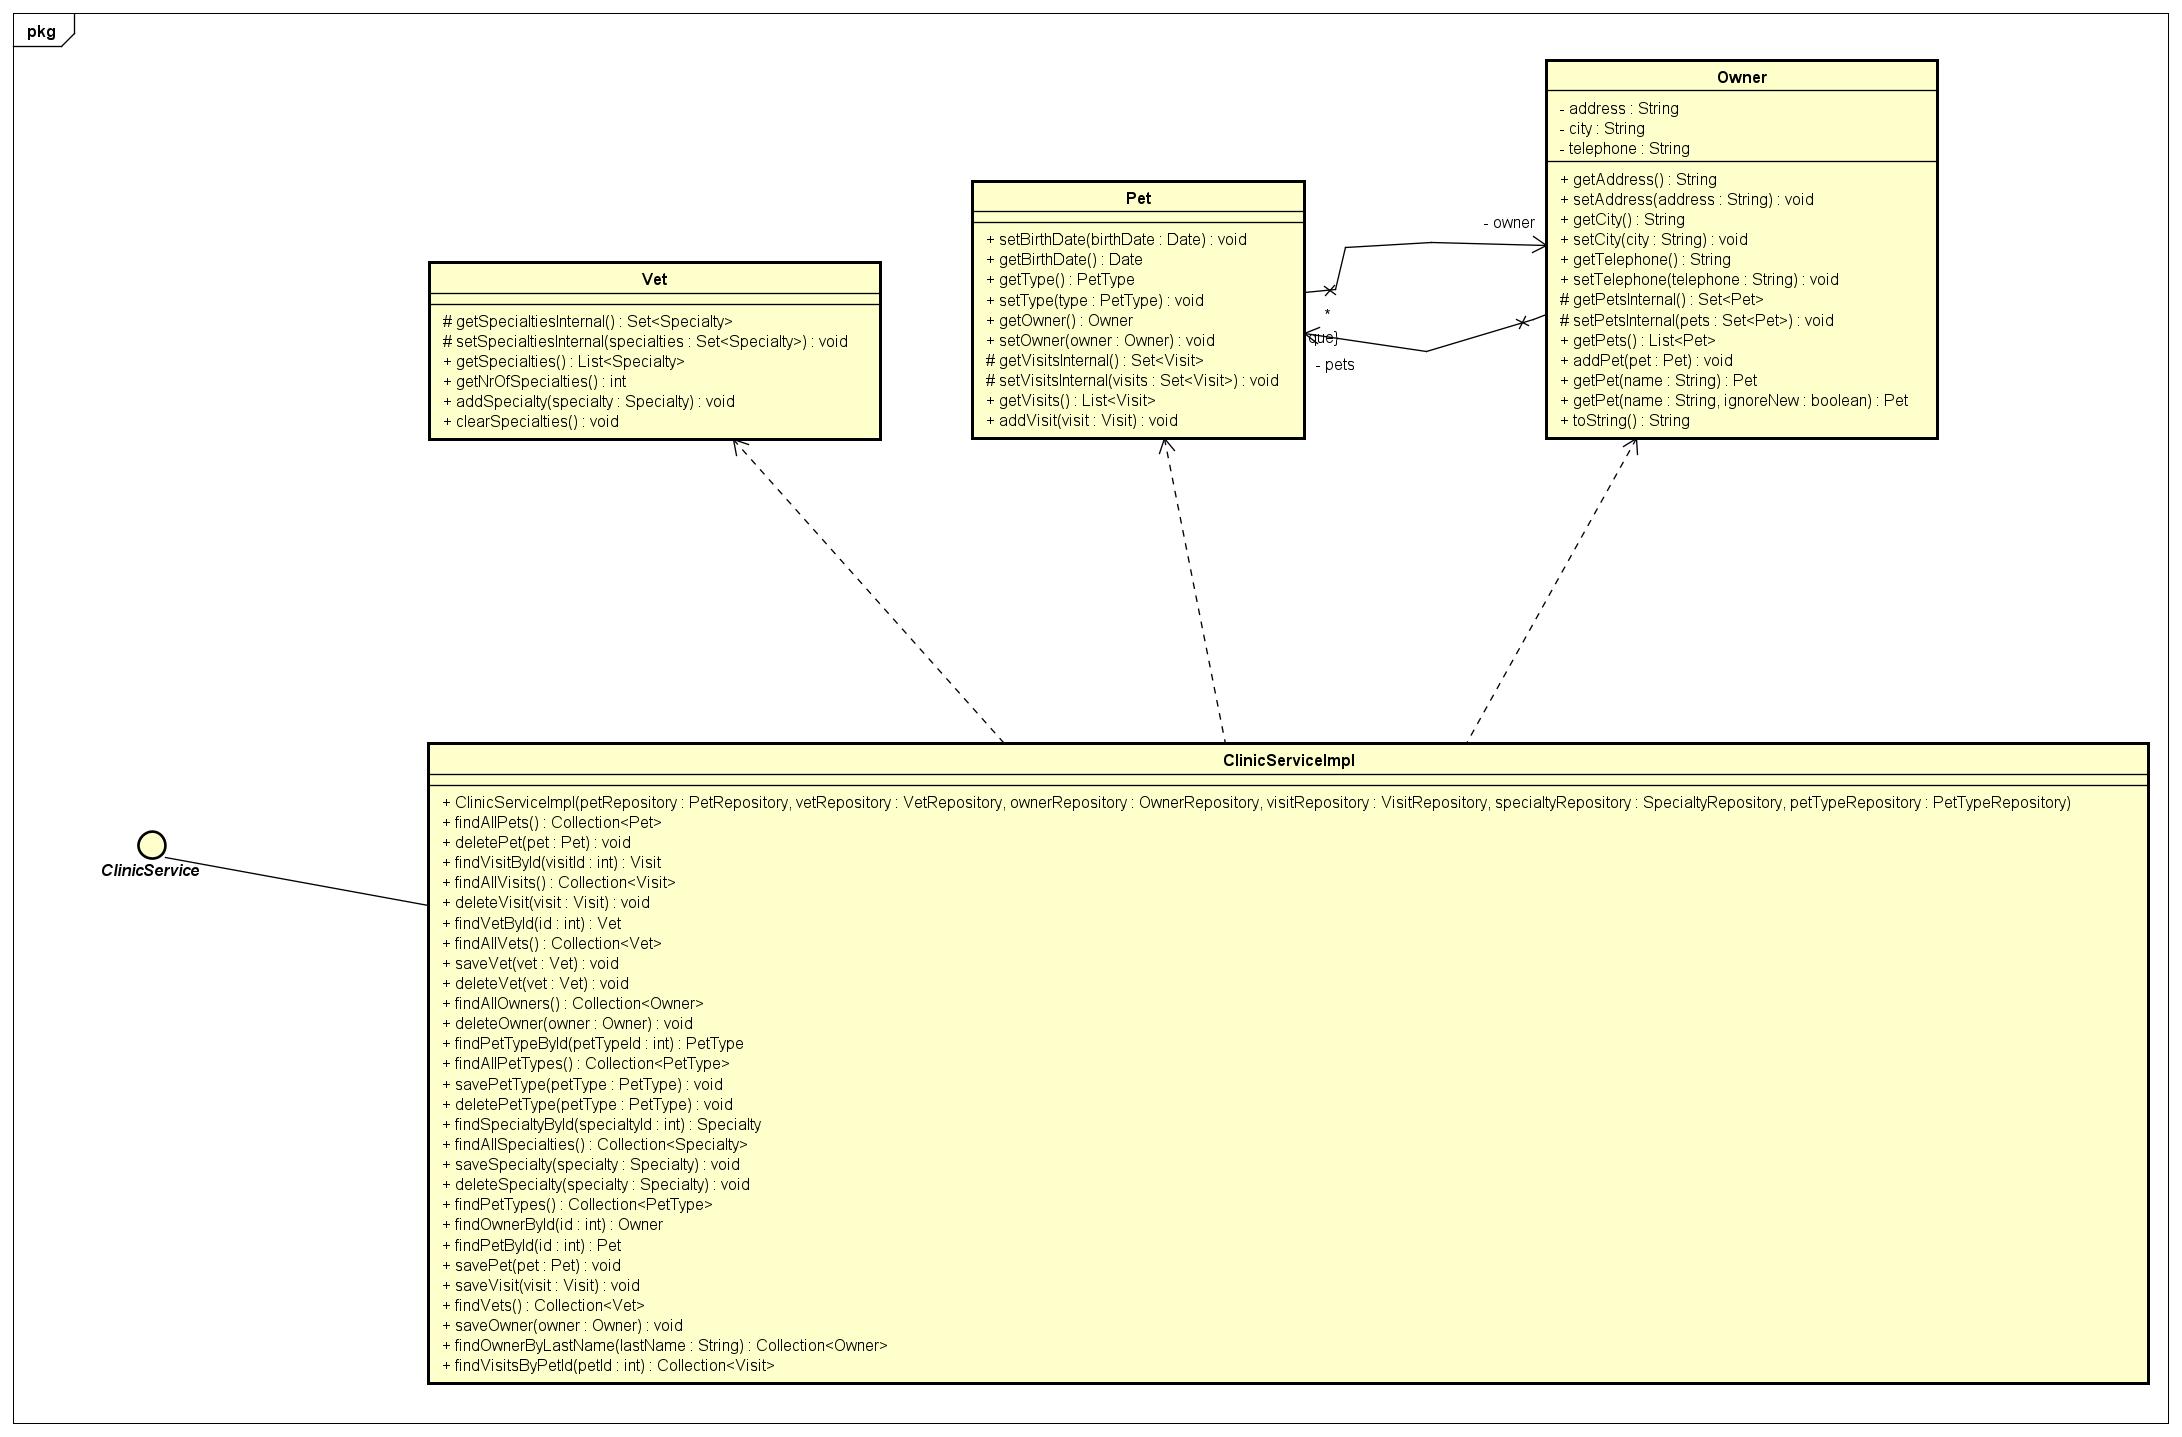 pkg
Owner
- address : String
- city : String
- telephone : String
+ getAddress() : String
+ setAddress(address : String) : void
+ getCity() : String
+ setCity(city : String) : void
+ getTelephone() : String
+ setTelephone(telephone : String) : void
# getPetsInternal() : Set<Pet>
# setPetsInternal(pets : Set<Pet>) : void
+ getPets() : List<Pet>
+ addPet(pet : Pet) : void
+ getPet(name : String) : Pet
+ getPet(name : String, ignoreNew : boolean) : Pet
+ toString() : String
Pet
+ setBirthDate(birthDate : Date) : void
+ getBirthDate() : Date
+ getType() : PetType
+ setType(type : PetType) : void
+ getOwner() : Owner
+ setOwner(owner : Owner) : void
# getVisitsInternal() : Set<Visit>
# setVisitsInternal(visits : Set<Visit>) : void
+ getVisits() : List<Visit>
+ addVisit(visit : Visit) : void
- owner
*
que}
- pets
Vet
# getSpecialtiesInternal() : Set<Specialty>
# setSpecialtiesInternal(specialties : Set<Specialty>) : void
+ getSpecialties() : List<Specialty>
+ getNrOfSpecialties() : int
+ addSpecialty(specialty : Specialty) : void
+ clearSpecialties() : void
ClinicService
ClinicServiceImpl
+ ClinicServiceImpl(petRepository : PetRepository, vetRepository : VetRepository, ownerRepository : OwnerRepository, visitRepository : VisitRepository, specialtyRepository : SpecialtyRepository, petTypeRepository : PetTypeRepository)
+ findAllPets() : Collection<Pet>
+ deletePet(pet : Pet) : void
+ findVisitById(visitId : int) : Visit
+ findAllVisits() : Collection<Visit>
+ deleteVisit(visit : Visit) : void
+ findVetById(id : int) : Vet
+ findAllVets() : Collection<Vet>
+ saveVet(vet : Vet) : void
+ deleteVet(vet : Vet) : void
+ findAllOwners() : Collection<Owner>
+ deleteOwner(owner : Owner) : void
+ findPetTypeById(petTypeId : int) : PetType
+ findAllPetTypes() : Collection<PetType>
+ savePetType(petType : PetType) : void
+ deletePetType(petType : PetType) : void
+ findSpecialtyById(specialtyId : int) : Specialty
+ findAllSpecialties() : Collection<Specialty>
+ saveSpecialty(specialty : Specialty) : void
+ deleteSpecialty(specialty : Specialty) : void
+ findPetTypes() : Collection<PetType>
+ findOwnerById(id : int) : Owner
+ findPetById(id : int) : Pet
+ savePet(pet : Pet) : void
+ saveVisit(visit : Visit) : void
+ findVets() : Collection<Vet>
+ saveOwner(owner : Owner) : void
+ findOwnerByLastName(lastName : String) : Collection<Owner>
+ findVisitsByPetId(petId : int) : Collection<Visit>